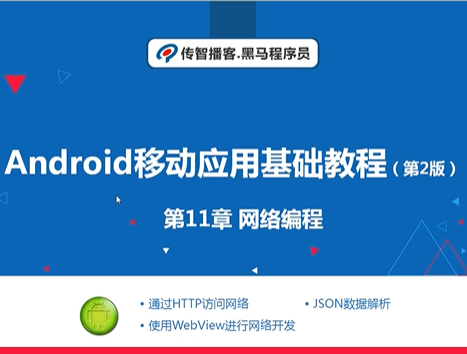 传智播客.黑马程序员
Android移动应用基础教程（第2版）
第11章 网络编程
• 通过HTTP访问网络
• JSON数据解析
• 使用WebView进行网络开发